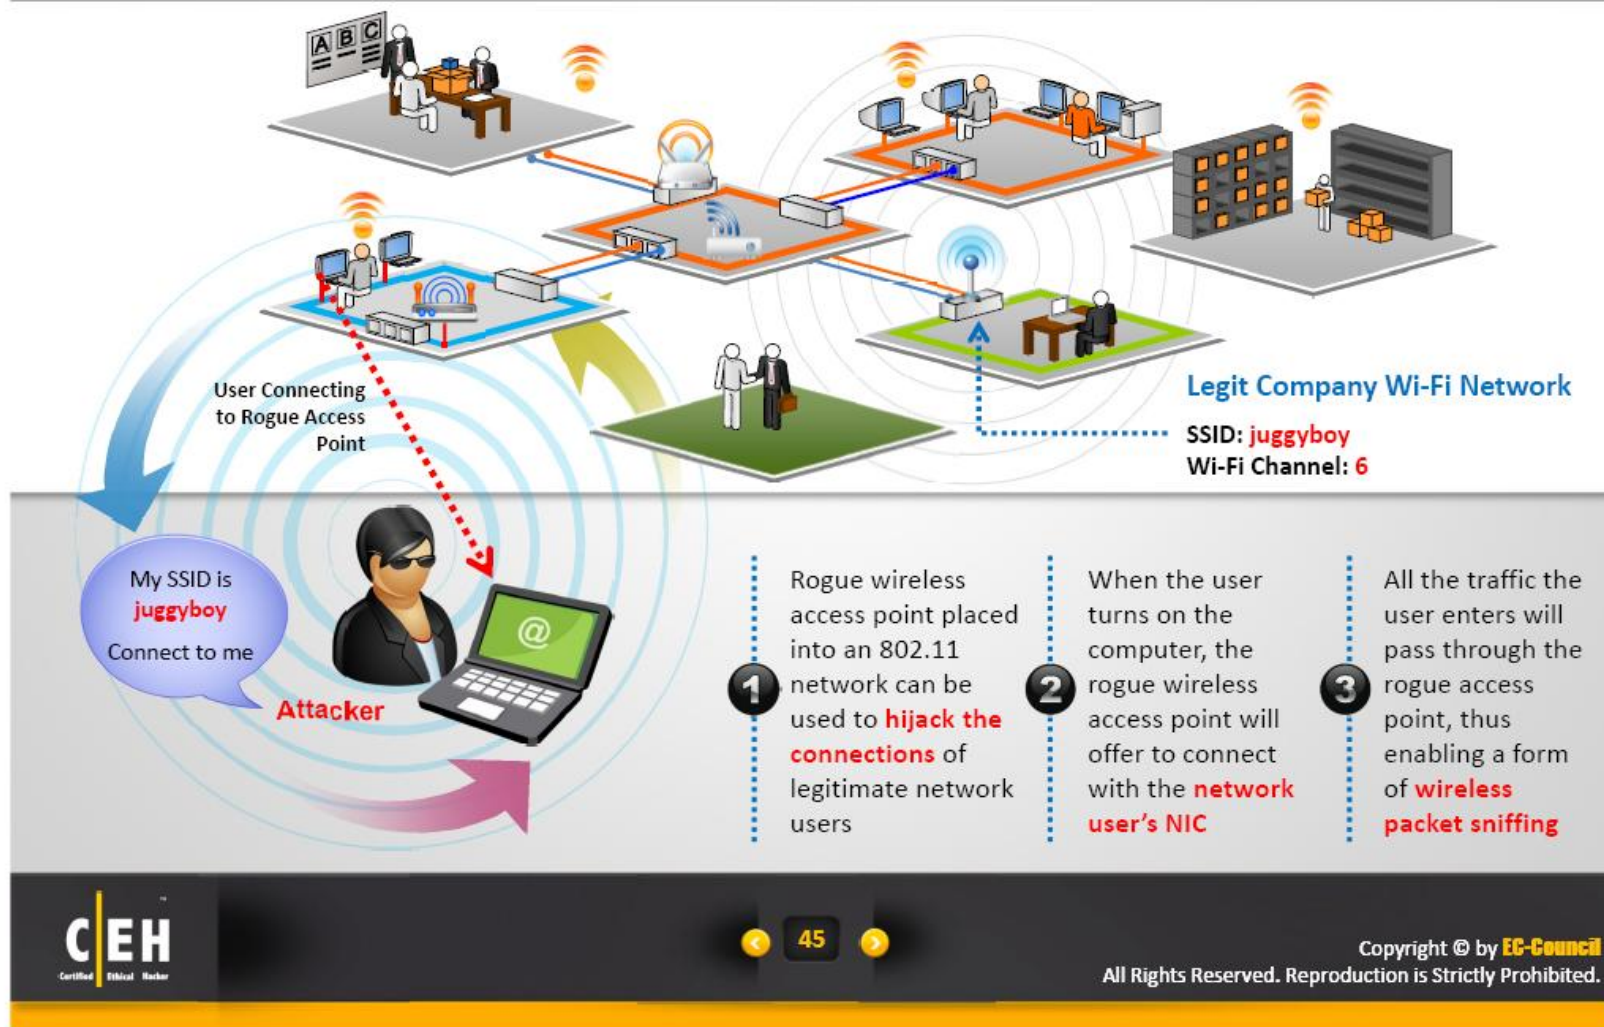 A B C
User Connecting
to Rogue Access
Point
Legit Company Wi-Fi Network
SSID: juggyboy
Wi-Fi Channel: 6
My SSID is
juggyboy
Connect to me
Attacker
@
1
Rogue wireless
access point placed
into an 802.11
network can be
used to hijack the
connections of
legitimate network
users
2
When the user
turns on the
computer, the
rogue wireless
access point will
offer to connect
with the network
user's NIC
3
All the traffic the
user enters will
pass through the
rogue access
point, thus
enabling a form
of wireless
packet sniffing
CEH
Certified Ethical Hacker
45
Copyright © by EC-Council
All Rights Reserved. Reproduction is Strictly Prohibited.